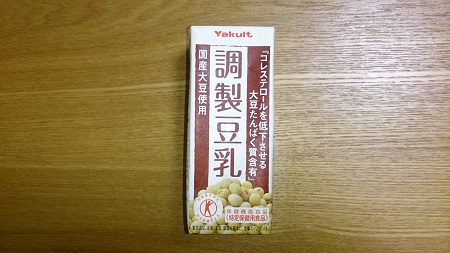 Yakult
「コレステロールを低下させる
大豆たんぱく質含有」
調製豆乳
国産大豆使用
保健機能食品
(特定保健用食品)